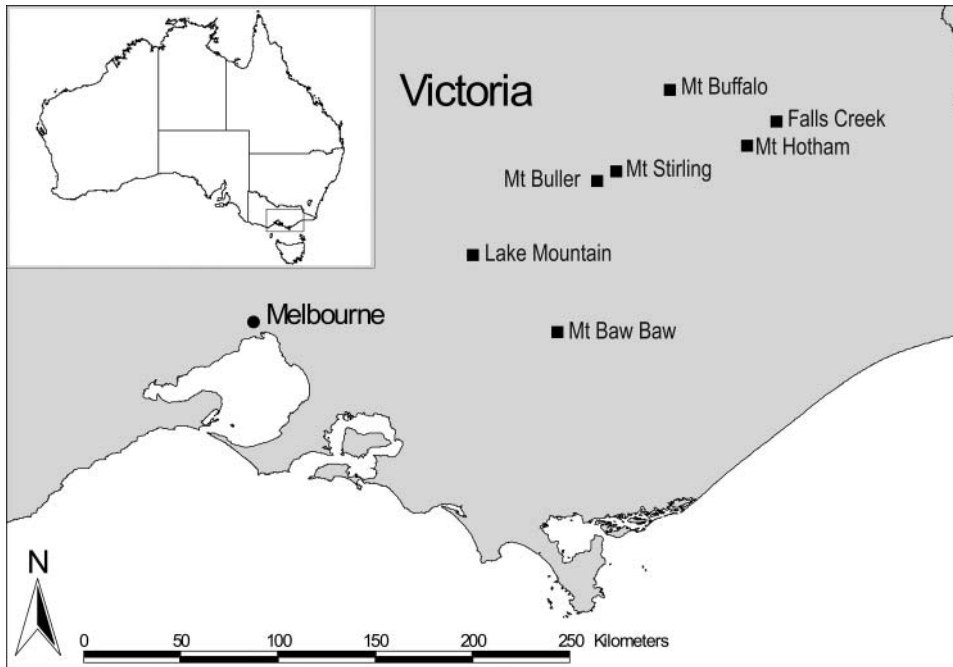 Victoria
Mt Buffalo
Falls Creek
Mt Hotham
Mt Stirling
Mt Buller
Lake Mountain
Melbourne
Mt Baw Baw
N
0 50 100 150 200 250 Kilometers